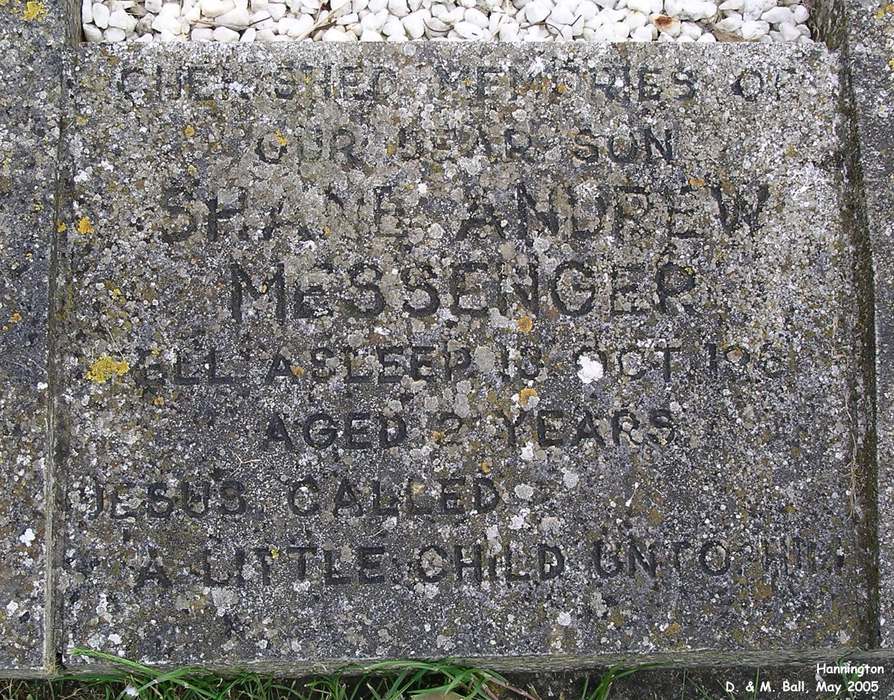 CHERISHED MEMORIES OF
OUR DEAR SON
SHANE ANDREW
MESSENGER
FELL ASLEEP 18 OCT.
AGED 2 YEARS
JESUS CALLED
A LITTLE CHILD UNTO HIM
Hannington
D. & M. Ball, May 2005